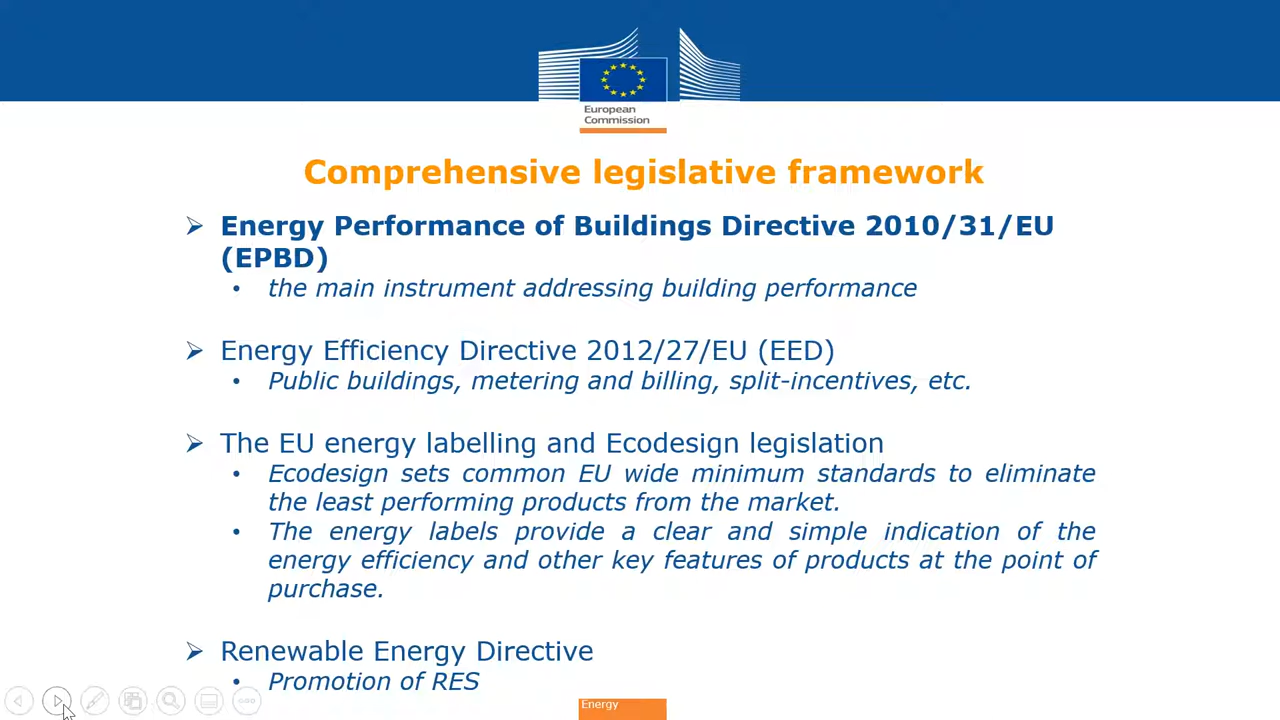 European
Commission
Comprehensive legislative framework
➢ Energy Performance of Buildings Directive 2010/31/EU
(EPBD)
• the main instrument addressing building performance
➢ Energy Efficiency Directive 2012/27/EU (EED)
• Public buildings, metering and billing, split-incentives, etc.
➢ The EU energy labelling and Ecodesign legislation
• Ecodesign sets common EU wide minimum standards to eliminate
the least performing products from the market.
• The energy labels provide a clear and simple indication of the
energy efficiency and other key features of products at the point of
purchase.
➢ Renewable Energy Directive
• Promotion of RES
Energy